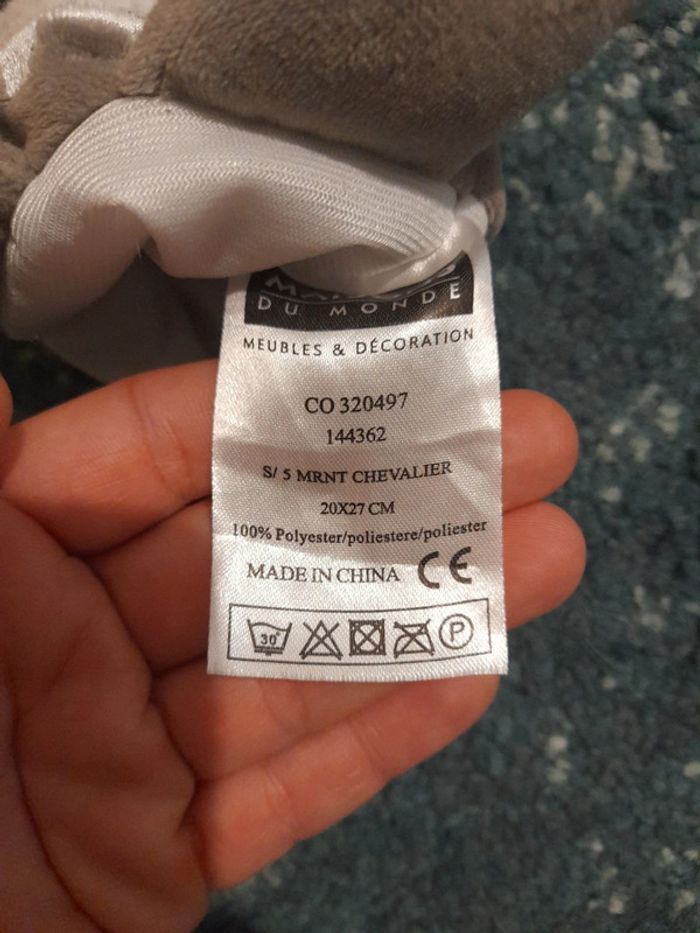 DU MONDE
MEUBLES & DÉCORATION
CO 320497
144362
S/ 5 MRNT CHEVALIER
20X27 CM
100% Polyester/poliestere/poliester
MADE IN CHINA CE
30° P